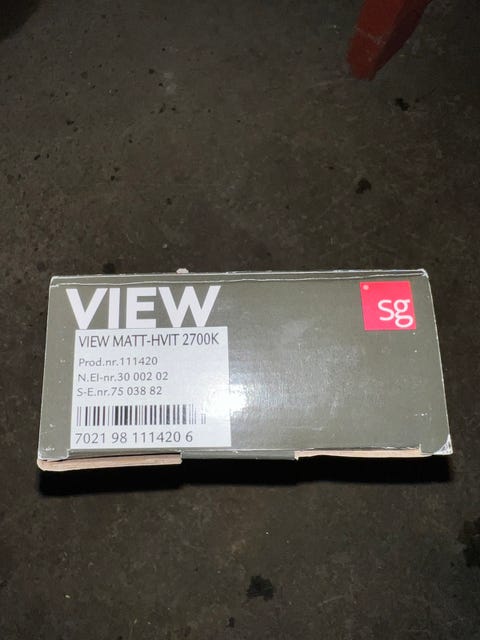 VIEW
sg
VIEW MATT-HVIT 2700K
Prod.nr.111420
N.El-nr.30 002 02
S-E.nr.75 038 82
7021 98 111420 6